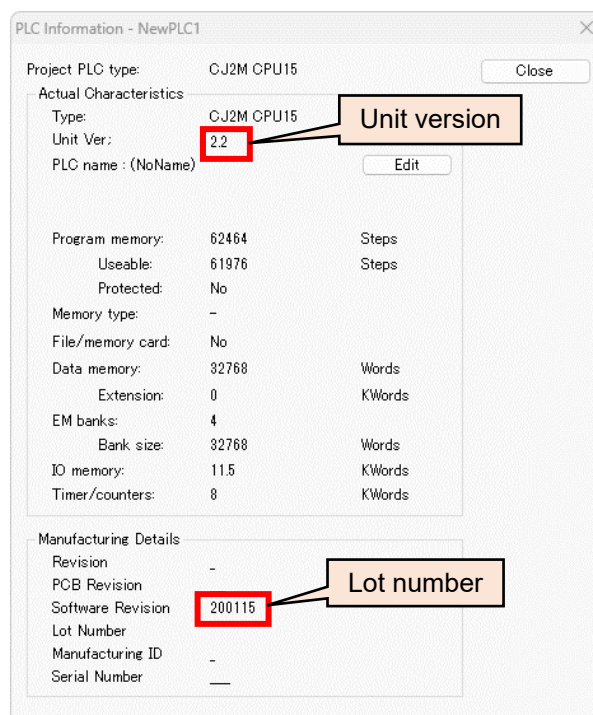 PLC Information - NewPLC1
Project PLC type: CJ2M CPU15 Close
Actual Characteristics
Type: CJ2M CPU15
Unit version
Unit Ver: 2.2
PLC name : (NoName) Edit
Program memory: 62464 Steps
Useable: 61976 Steps
Protected: No
Memory type: -
File/memory card: No
Data memory: 32768 Words
Extension: 0 KWords
EM banks: 4
Bank size: 32768 Words
IO memory: 11.5 KWords
Timer/counters: 8 KWords
Manufacturing Details
Revision _
PCB Revision
Lot number
Software Revision 200115
Lot Number
Manufacturing ID _
Serial Number ___